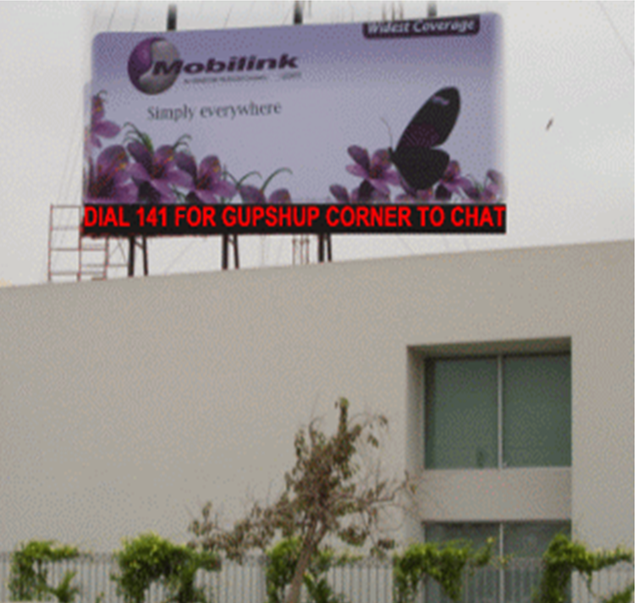 Widest Coverage
Mobilink
Simply everywhere
DIAL 141 FOR GUPSHUP CORNER TO CHAT